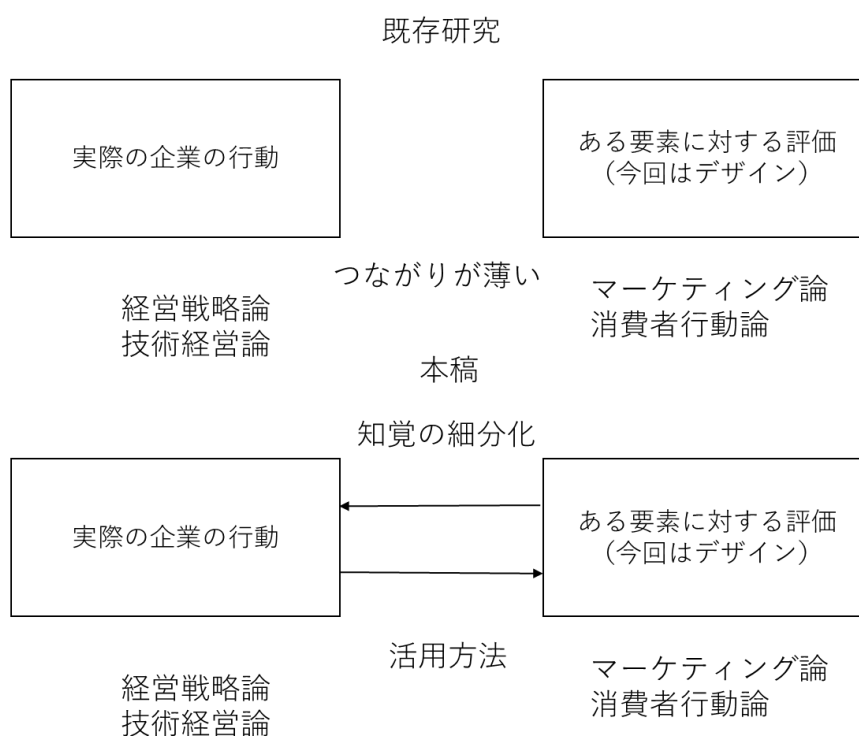 既存研究
実際の企業の行動
ある要素に対する評価
（今回はデザイン）
つながりが薄い
経営戦略論
技術経営論
マーケティング論
消費者行動論
本稿
知覚の細分化
実際の企業の行動
ある要素に対する評価
（今回はデザイン）
活用方法
経営戦略論
技術経営論
マーケティング論
消費者行動論